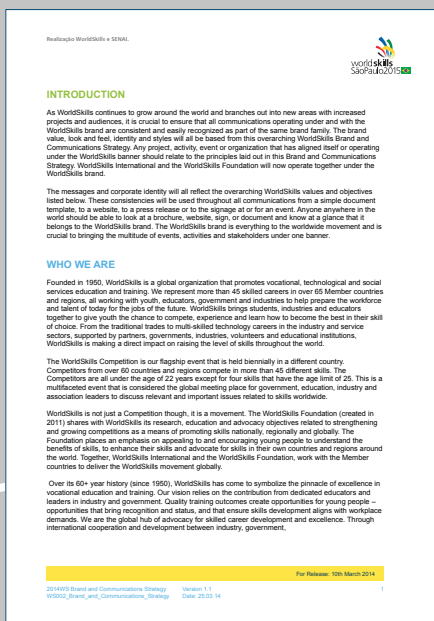 Realização WorldSkills e SENAI.
worldskills
SãoPaulo2015
INTRODUCTION
As WorldSkills continues to grow around the world and branches out into new areas with increased
projects and audiences, it is crucial to ensure that all communications operating under and with the
WorldSkills brand are consistent and easily recognized as part of the same brand family. The brand
value, look and feel, identity and styles will all be based from this overarching WorldSkills Brand and
Communications Strategy. Any project, activity, event or organization that has aligned itself or operating
under the WorldSkills banner should relate to the principles laid out in this Brand and Communications
Strategy. WorldSkills International and the WorldSkills Foundation will now operate together under the
WorldSkills brand.
The messages and corporate identity will all reflect the overarching WorldSkills values and objectives
listed below. These consistencies will be used throughout all communications from a simple document
template, to a website, to a press release or to the signage at or for an event. Anyone anywhere in the
world should be able to look at a brochure, website, sign, or document and know at a glance that it
belongs to the WorldSkills brand. The WorldSkills brand is everything to the worldwide movement and is
crucial to bringing the multitude of events, activities and stakeholders under one banner.
WHO WE ARE
Founded in 1950, WorldSkills is a global organization that promotes vocational, technological and social
services education and training. We represent more than 45 skilled careers in over 65 Member countries
and regions, all working with youth, educators, government and industries to help prepare the workforce
and talent of today for the jobs of the future. WorldSkills brings students, industries and educators
together to give youth the chance to compete, experience and learn how to become the best in their skill
of choice. From the traditional trades to multi-skilled technology careers in the industry and service
sectors, supported by partners, governments, industries, volunteers and educational institutions,
WorldSkills is making a direct impact on raising the level of skills throughout the world.
The WorldSkills Competition is our flagship event that is held biennially in a different country.
Competitors from over 60 countries and regions compete in more than 45 different skills. The
Competitors are all under the age of 22 years except for four skills that have the age limit of 25. This is a
multifaceted event that is considered the global meeting place for government, education, industry and
association leaders to discuss relevant and important issues related to skills worldwide.
WorldSkills is not just a Competition though, it is a movement. The WorldSkills Foundation (created in
2011) shares with WorldSkills its research, education and advocacy objectives related to strengthening
and growing competitions as a means of promoting skills nationally, regionally and globally. The
Foundation places an emphasis on appealing to and encouraging young people to understand the
benefits of skills, to enhance their skills and advocate for skills in their own countries and regions around
the world. Together, WorldSkills International and the WorldSkills Foundation, work with the Member
countries to deliver the WorldSkills movement globally.
Over its 60+ year history (since 1950), WorldSkills has come to symbolize the pinnacle of excellence in
vocational education and training. Our vision relies on the contribution from dedicated educators and
leaders in industry and government. Quality training outcomes create opportunities for young people –
opportunities that bring recognition and status, and that ensure skills development aligns with workplace
demands. We are the global hub of advocacy for skilled career development and excellence. Through
international cooperation and development between industry, government,
For Release: 10th March 2014
2014WS Brand and Communications Strategy Version 1.1 1
WS002_Brand_and_Communications_Strategy Date: 25.03.14